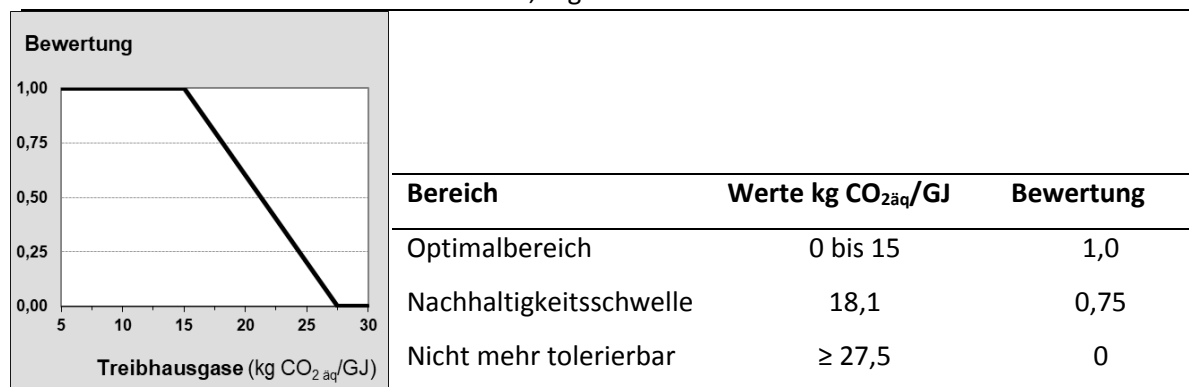 Bewertung
1,00
0,75
0,50
0,25
0,00
5 10 15 20 25 30
Treibhausgase (kg CO2 äq/GJ)
Bereich Werte kg CO2äq/GJ Bewertung
Optimalbereich 0 bis 15 1,0
Nachhaltigkeitsschwelle 18,1 0,75
Nicht mehr tolerierbar ≥ 27,5 0